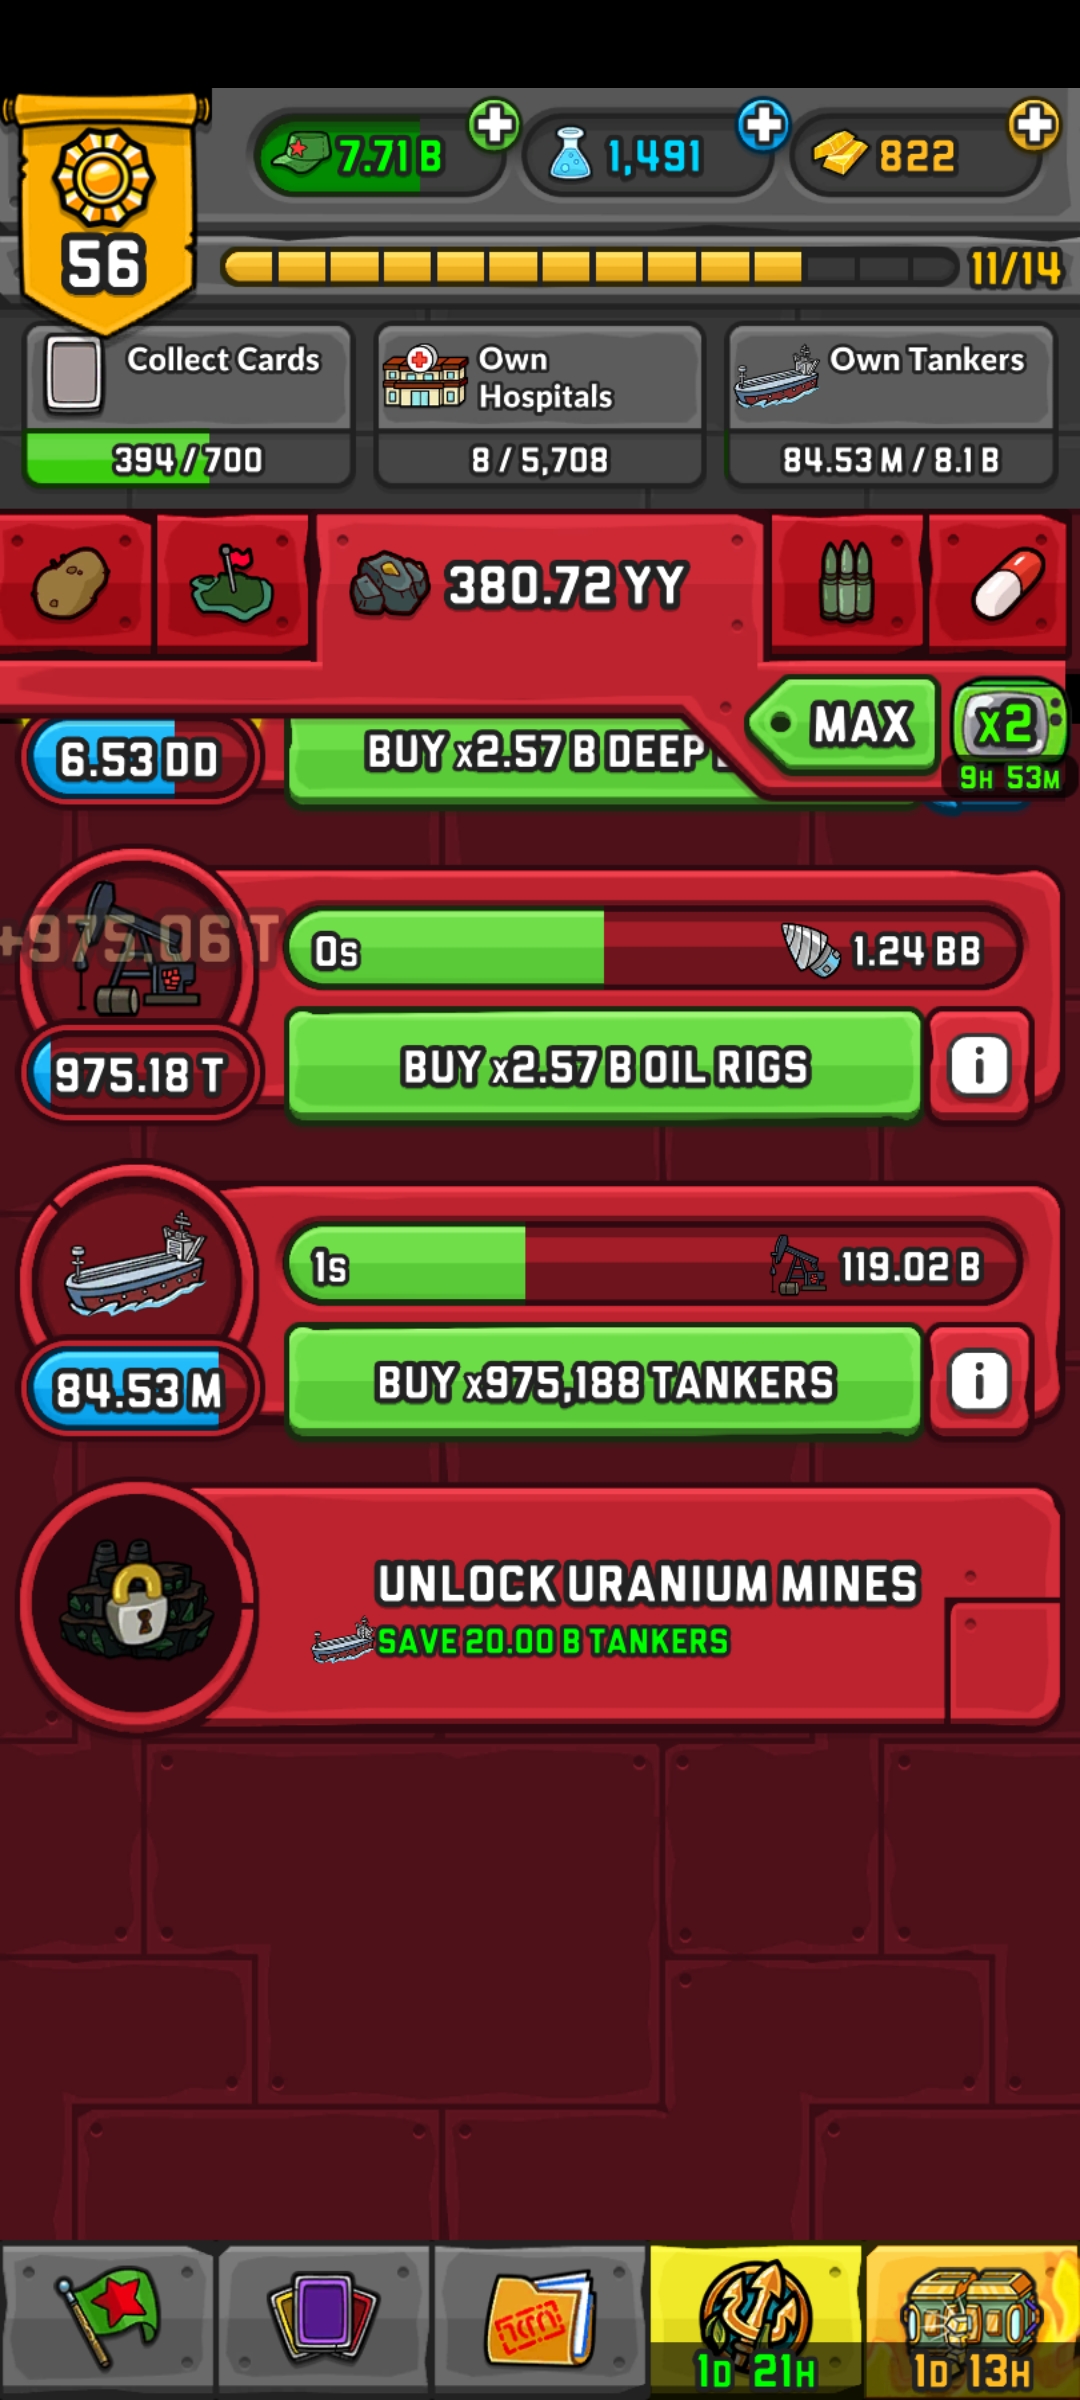 56
7.71 B
1,491
822
11/14
Collect Cards
394 / 700
Own
Hospitals
8 / 5,708
Own Tankers
84.53 M / 8.1 B
380.72 YY
MAX
x2
9H 53M
6.53 DD
BUY x2.57 B DEEP
+975.06 T
0s
1.24 BB
975.18 T
BUY x2.57 B OIL RIGS
i
1s
119.02 B
84.53 M
BUY x975,188 TANKERS
i
UNLOCK URANIUM MINES
SAVE 20.00 B TANKERS
1D 21H
1D 13H